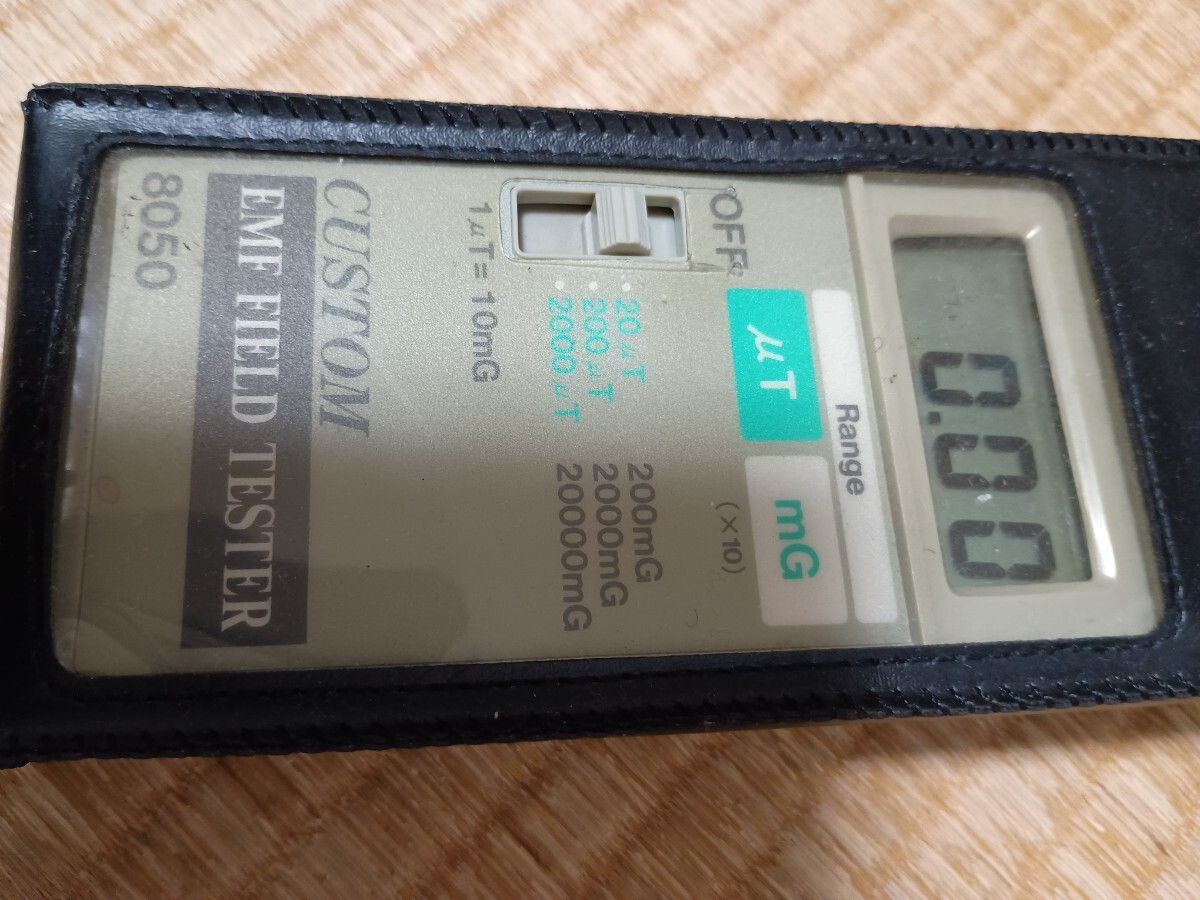 0.00
Range
μT mG
(×10)
OFF
20μT 200mG
200μT 2000mG
2000μT 20000mG
1μT = 10mG
CUSTOM
EMF FIELD TESTER
8050